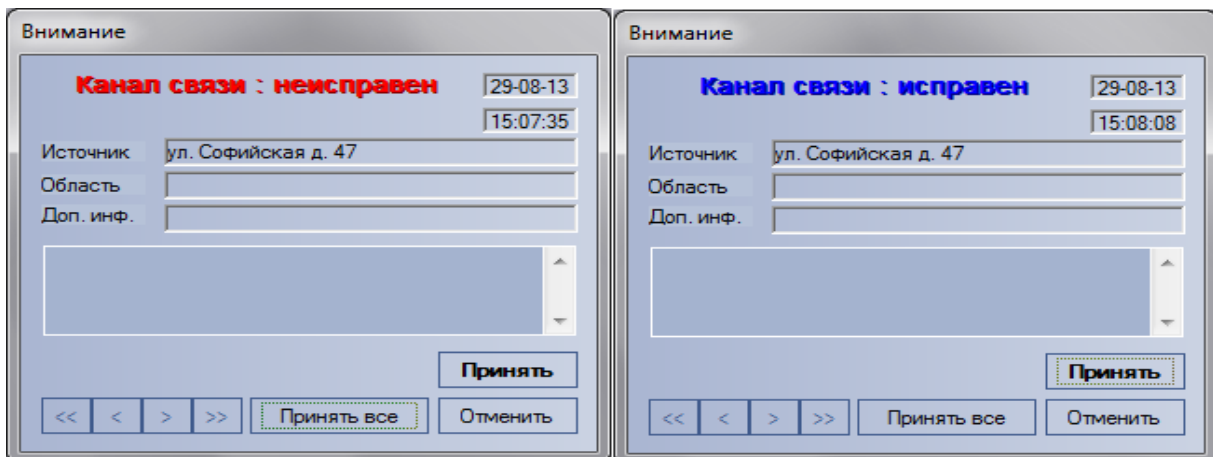 Внимание
Канал связи : неисправен
29-08-13
15:07:35
Источник ул. Софийская д. 47
Область
Доп. инф.
Принять
<< < > >> Принять все Отменить
Внимание
Канал связи : исправен
29-08-13
15:08:08
Источник ул. Софийская д. 47
Область
Доп. инф.
Принять
<< < > >> Принять все Отменить